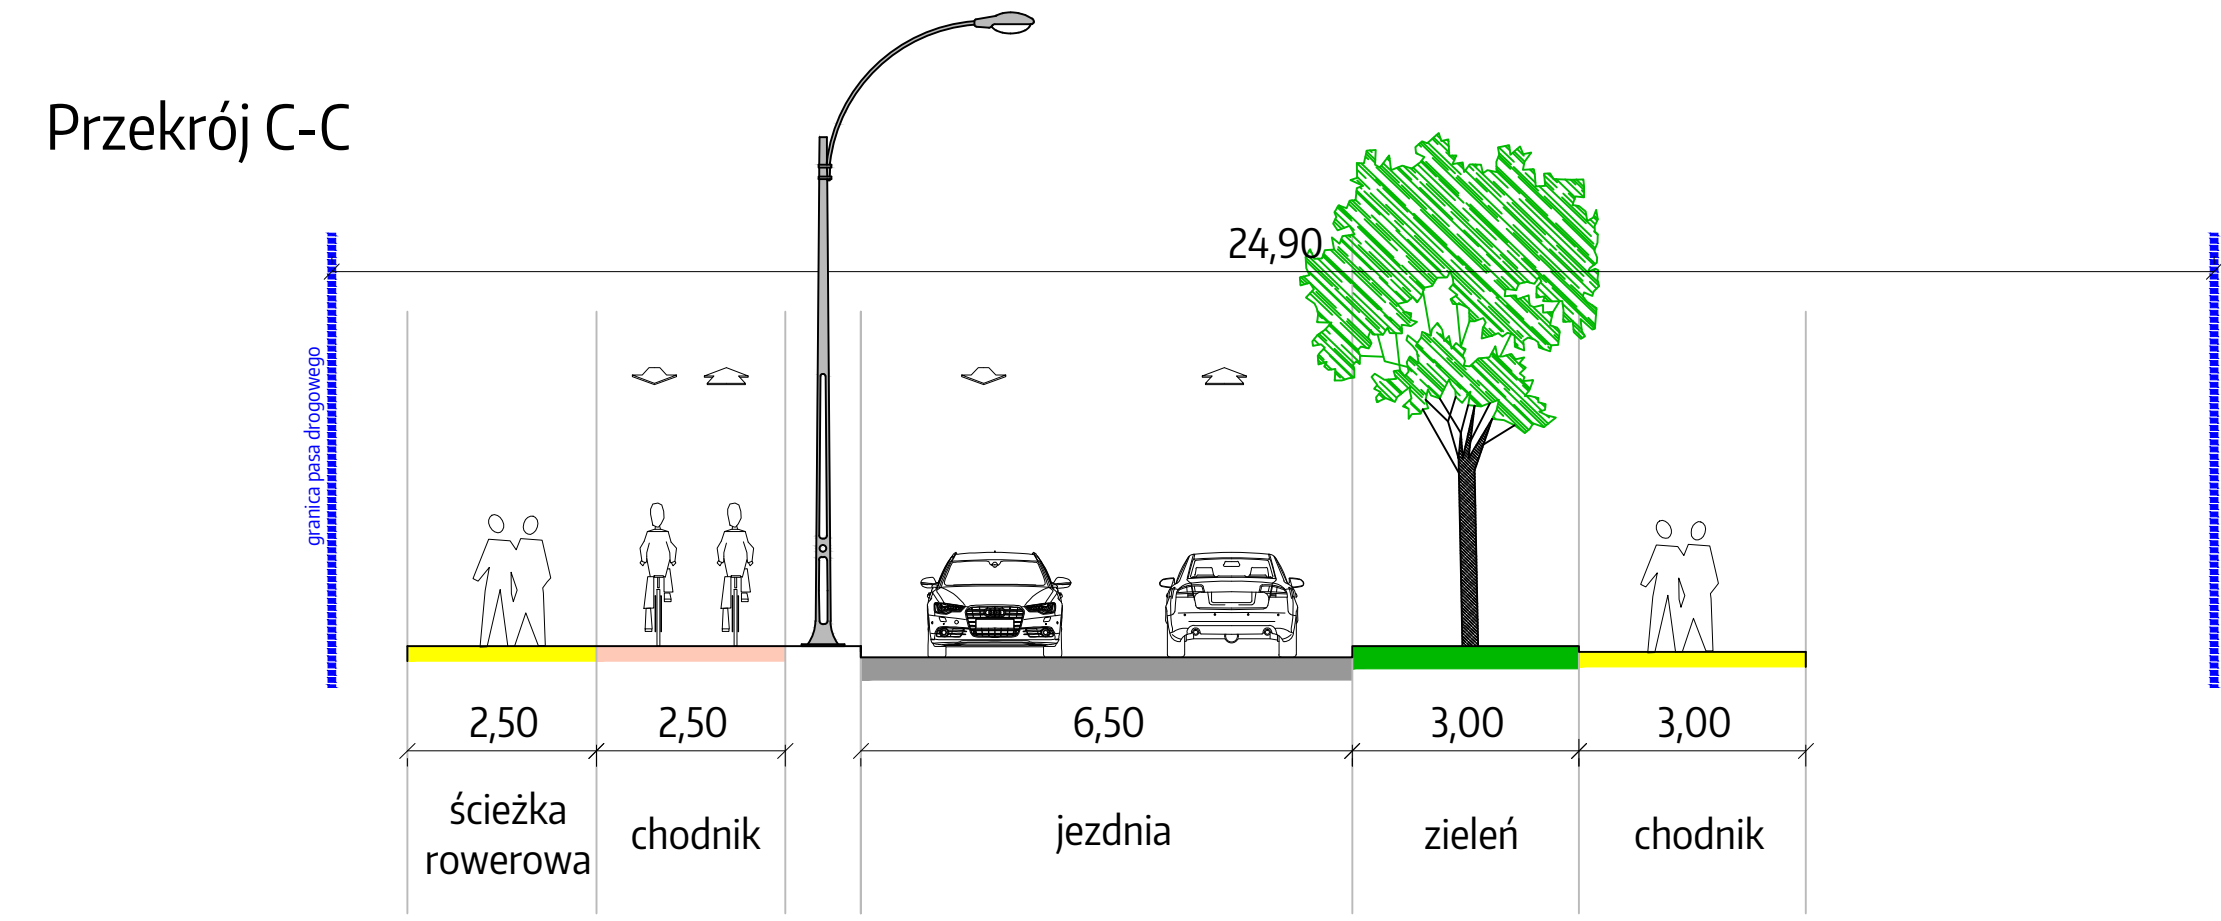 Przekrój C-C
24,90
granica pasa drogowego
2,50
2,50
6,50
3,00
3,00
ścieżka
rowerowa
chodnik
jezdnia
zieleń
chodnik